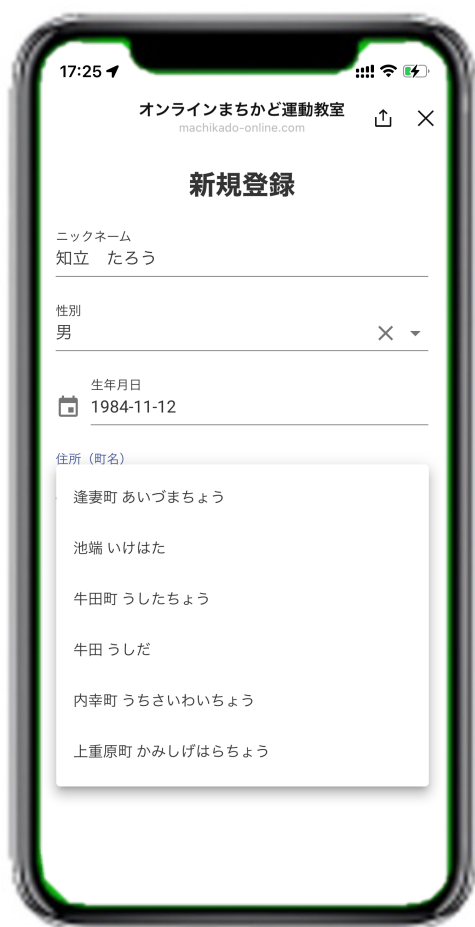 17:25
オンラインまちかど運動教室
machikado-online.com
新規登録
ニックネーム
知立　たろう
性別
男
生年月日
1984-11-12
住所（町名）
逢妻町 あいづまちょう
池端 いけはた
牛田町 うしたちょう
牛田 うしだ
内幸町 うちさいわいちょう
上重原町 かみしげはらちょう